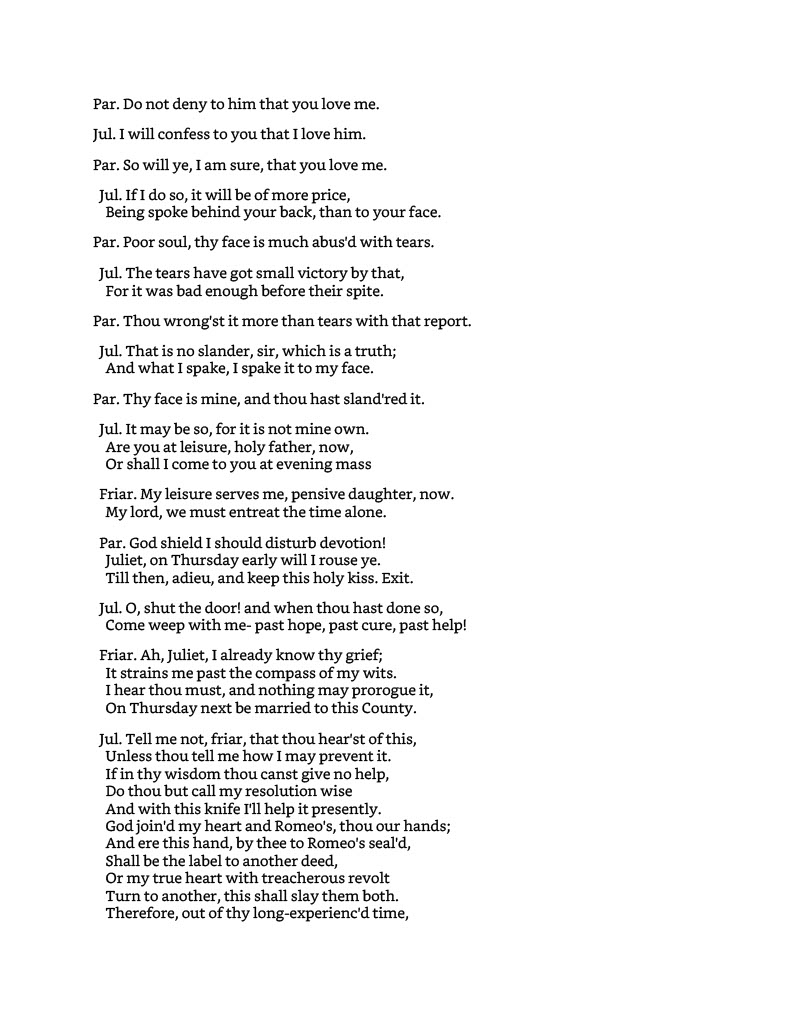 Par. Do not deny to him that you love me.
Jul. I will confess to you that I love him.
Par. So will ye, I am sure, that you love me.
Jul. If I do so, it will be of more price,
Being spoke behind your back, than to your face.
Par. Poor soul, thy face is much abus'd with tears.
Jul. The tears have got small victory by that,
For it was bad enough before their spite.
Par. Thou wrong'st it more than tears with that report.
Jul. That is no slander, sir, which is a truth;
And what I spake, I spake it to my face.
Par. Thy face is mine, and thou hast sland'red it.
Jul. It may be so, for it is not mine own.
Are you at leisure, holy father, now,
Or shall I come to you at evening mass
Friar. My leisure serves me, pensive daughter, now.
My lord, we must entreat the time alone.
Par. God shield I should disturb devotion!
Juliet, on Thursday early will I rouse ye.
Till then, adieu, and keep this holy kiss. Exit.
Jul. O, shut the door! and when thou hast done so,
Come weep with me- past hope, past cure, past help!
Friar. Ah, Juliet, I already know thy grief;
It strains me past the compass of my wits.
I hear thou must, and nothing may prorogue it,
On Thursday next be married to this County.
Jul. Tell me not, friar, that thou hear'st of this,
Unless thou tell me how I may prevent it.
If in thy wisdom thou canst give no help,
Do thou but call my resolution wise
And with this knife I'll help it presently.
God join'd my heart and Romeo's, thou our hands;
And ere this hand, by thee to Romeo's seal'd,
Shall be the label to another deed,
Or my true heart with treacherous revolt
Turn to another, this shall slay them both.
Therefore, out of thy long-experienc'd time,